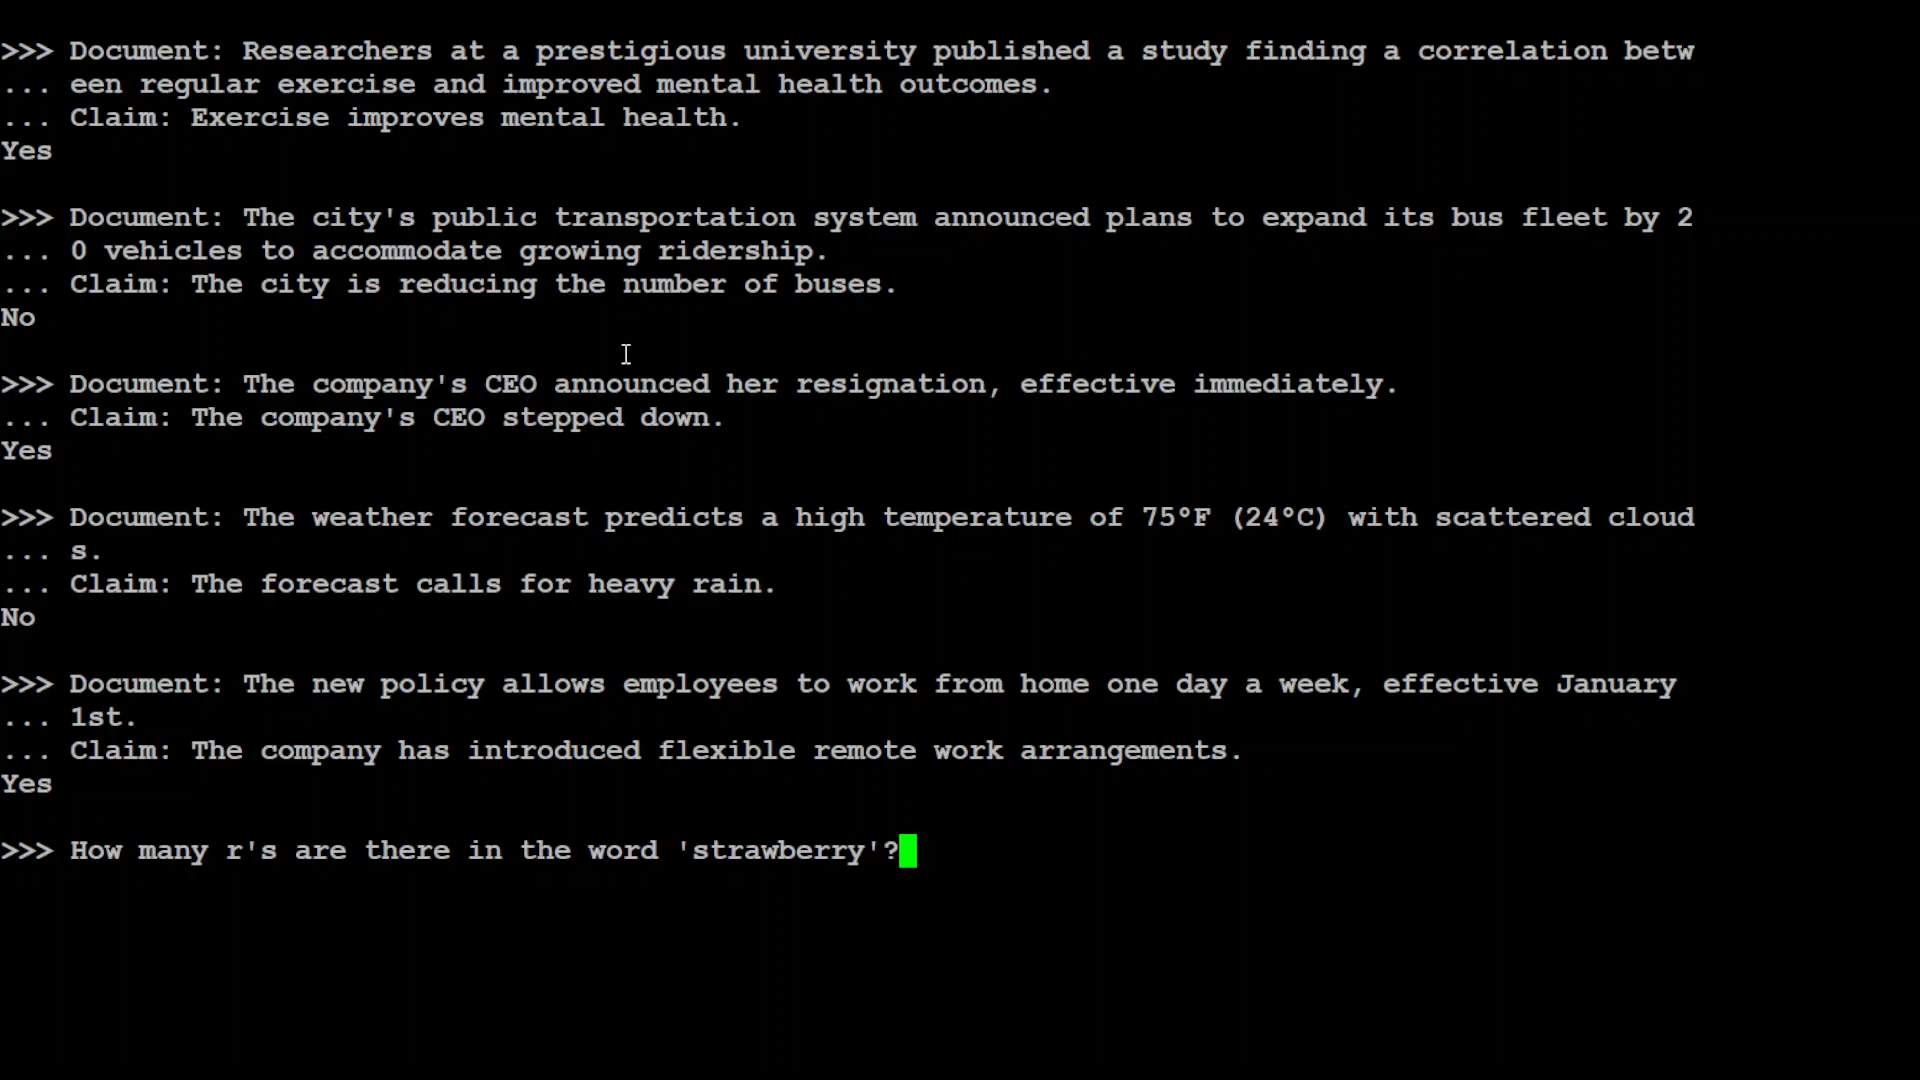 >>> Document: Researchers at a prestigious university published a study finding a correlation betw
... een regular exercise and improved mental health outcomes.
... Claim: Exercise improves mental health.
Yes
>>> Document: The city's public transportation system announced plans to expand its bus fleet by 2
... 0 vehicles to accommodate growing ridership.
... Claim: The city is reducing the number of buses.
No
>>> Document: The company's CEO announced her resignation, effective immediately.
... Claim: The company's CEO stepped down.
Yes
>>> Document: The weather forecast predicts a high temperature of 75°F (24°C) with scattered cloud
... s.
... Claim: The forecast calls for heavy rain.
No
>>> Document: The new policy allows employees to work from home one day a week, effective January
... 1st.
... Claim: The company has introduced flexible remote work arrangements.
Yes
>>> How many r's are there in the word 'strawberry'?